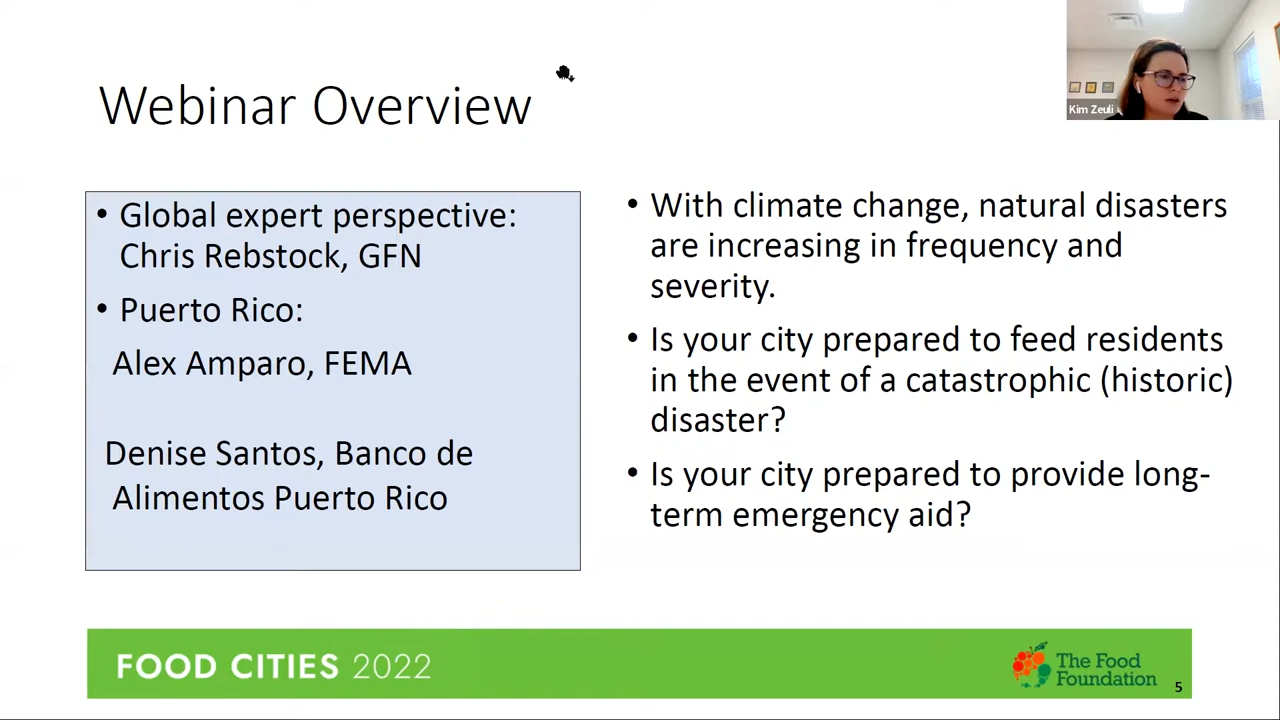 Webinar Overview
Kim Zeuli
• Global expert perspective:
Chris Rebstock, GFN
• Puerto Rico:
Alex Amparo, FEMA
Denise Santos, Banco de
Alimentos Puerto Rico
• With climate change, natural disasters
are increasing in frequency and
severity.
• Is your city prepared to feed residents
in the event of a catastrophic (historic)
disaster?
• Is your city prepared to provide long-
term emergency aid?
FOOD CITIES 2022
The Food
Foundation
5